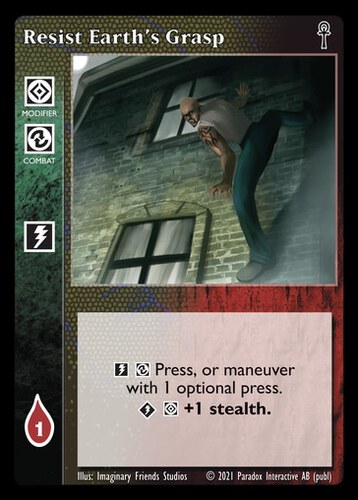 Resist Earth's Grasp
MODIFIER
COMBAT
Press, or maneuver
with 1 optional press.
+1 stealth.
1
Illus: Imaginary Friends Studios © 2021 Paradox Interactive AB (publ)